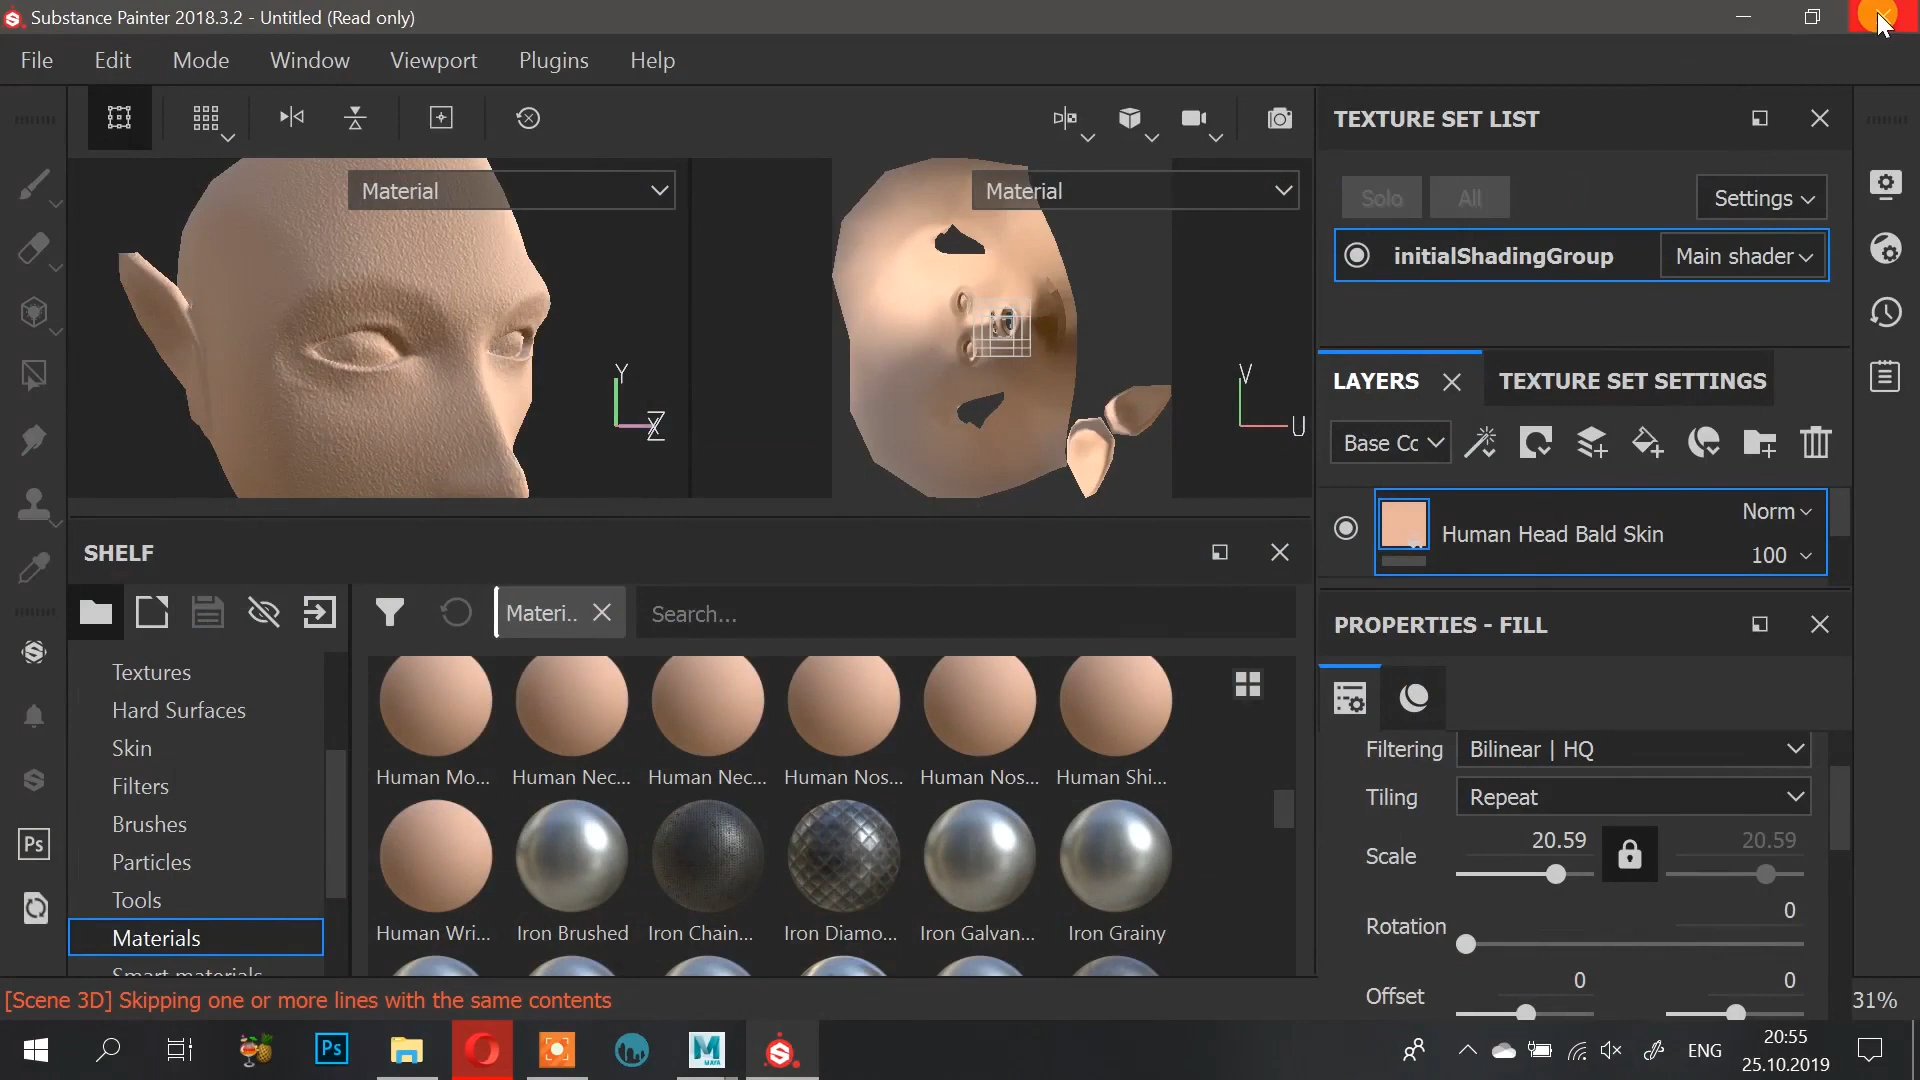 Substance Painter 2018.3.2 - Untitled (Read only)
File Edit Mode Window Viewport Plugins Help
Material
Material
Y
Z
V
U
TEXTURE SET LIST
Solo All Settings
initialShadingGroup Main shader
LAYERS TEXTURE SET SETTINGS
Base Cc
Human Head Bald Skin Norm
100
SHELF
Materi.. Search...
Textures
Hard Surfaces
Skin
Filters
Brushes
Particles
Tools
Materials
Smart materials
Human Mo... Human Nec... Human Nec... Human Nos... Human Nos... Human Shi...
Human Wri... Iron Brushed Iron Chain... Iron Diamo... Iron Galvan... Iron Grainy
PROPERTIES - FILL
Filtering Bilinear | HQ
Tiling Repeat
Scale 20.59 20.59
Rotation 0
Offset 0 0
Ps
[Scene 3D] Skipping one or more lines with the same contents
31%
Ps
M
MAYA
ENG
20:55
25.10.2019